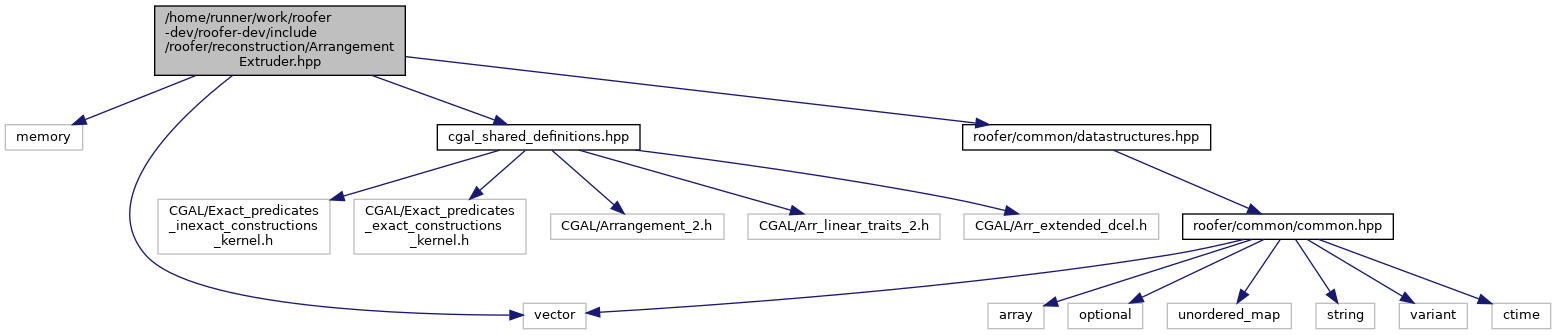 /home/runner/work/roofer
-dev/roofer-dev/include
/roofer/reconstruction/Arrangement
Extruder.hpp
memory
cgal_shared_definitions.hpp
roofer/common/datastructures.hpp
CGAL/Exact_predicates
_inexact_constructions
_kernel.h
CGAL/Exact_predicates
_exact_constructions
_kernel.h
CGAL/Arrangement_2.h
CGAL/Arr_linear_traits_2.h
CGAL/Arr_extended_dcel.h
roofer/common/common.hpp
vector
array
optional
unordered_map
string
variant
ctime